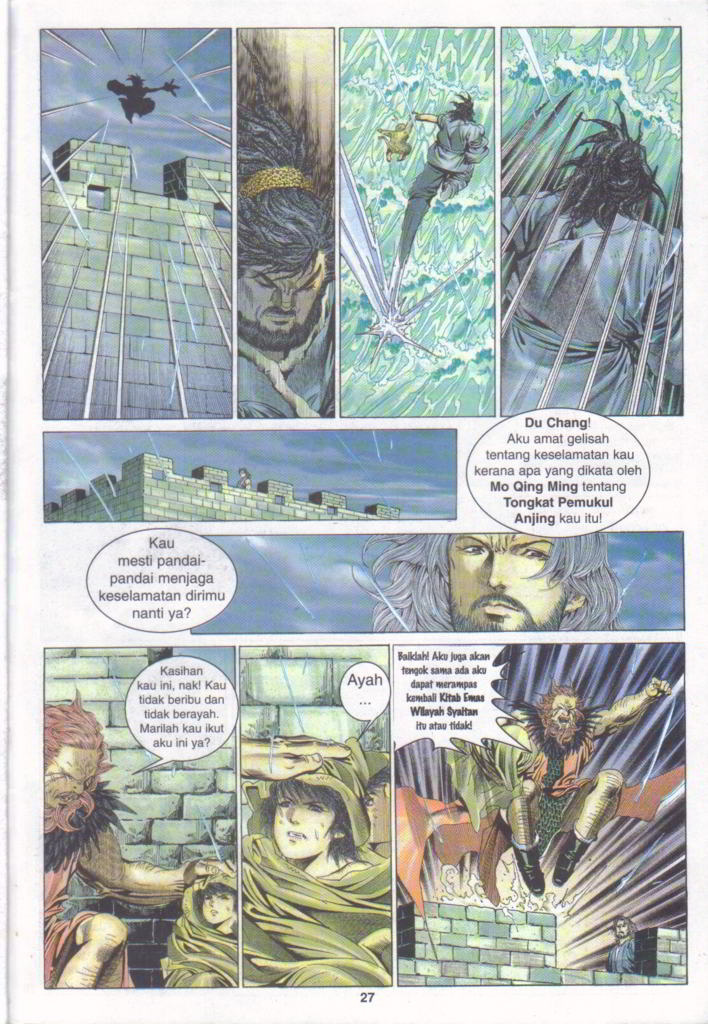 Du Chang!
Aku amat gelisah
tentang keselamatan kau
kerana apa yang dikata oleh
Mo Qing Ming tentang
Tongkat Pemukul
Anjing kau itu!
Kau
mesti pandai-
pandai menjaga
keselamatan dirimu
nanti ya?
Kasihan
kau ini, nak! Kau
tidak beribu dan
tidak berayah.
Marilah kau ikut
aku ini ya?
Ayah
...
Baiklah! Aku juga akan
tengok sama ada aku
dapat merampas
kembali Kitab Emas
Wilayah Syaitan
itu atau tidak!
27